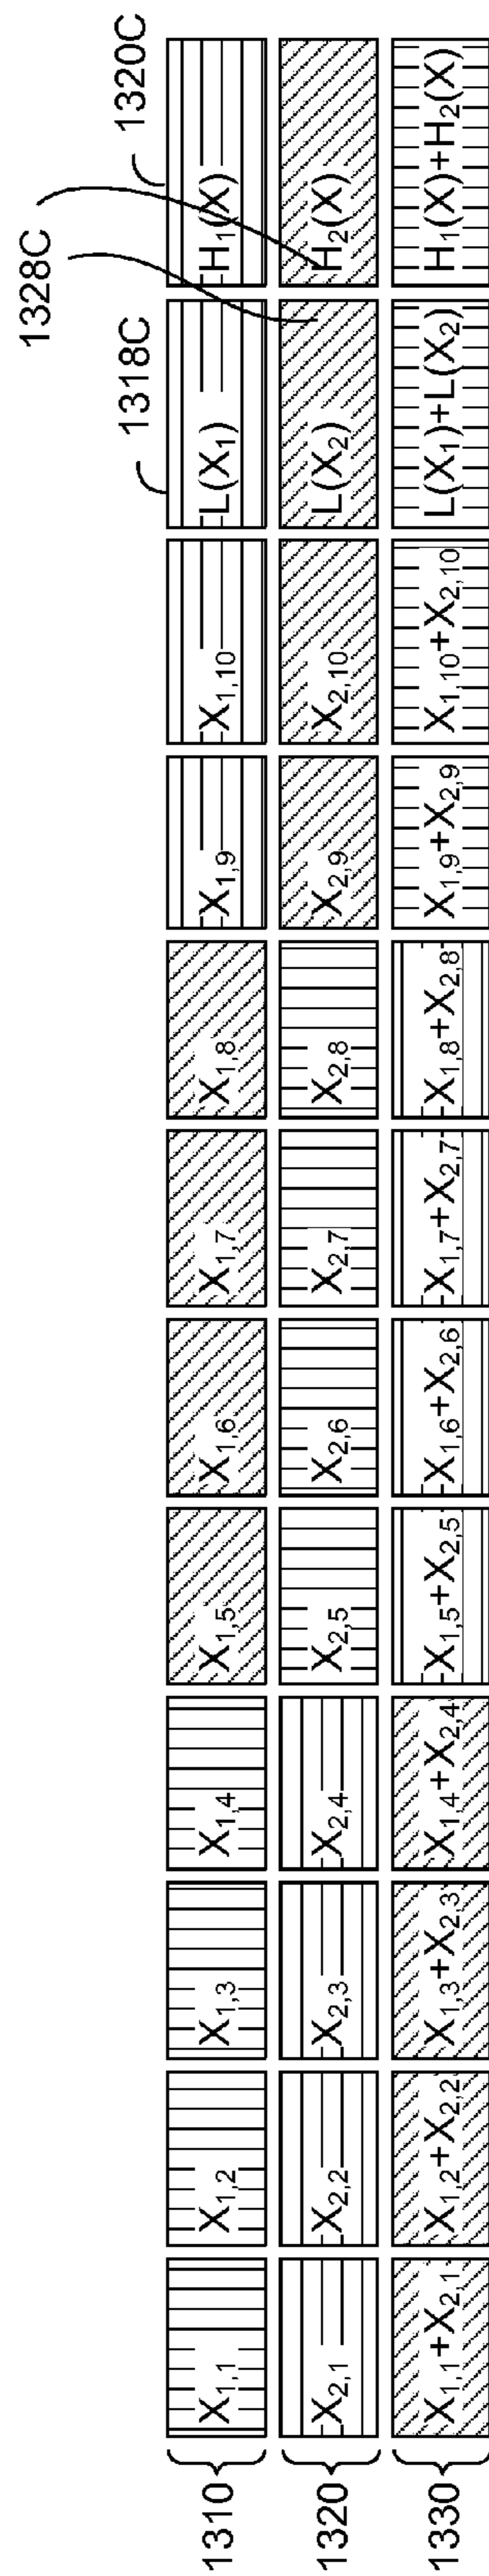 1328C
1318C 1320C
1310 X1,1 X1,2 X1,3 X1,4 X1,5 X1,6 X1,7 X1,8 X1,9 X1,10 L(X1) H1(X)
1320 X2,1 X2,2 X2,3 X2,4 X2,5 X2,6 X2,7 X2,8 X2,9 X2,10 L(X2) H2(X)
1330 X1,1+X2,1 X1,2+X2,2 X1,3+X2,3 X1,4+X2,4 X1,5+X2,5 X1,6+X2,6 X1,7+X2,7 X1,8+X2,8 X1,9+X2,9 X1,10+X2,10 L(X1)+L(X2) H1(X)+H2(X)